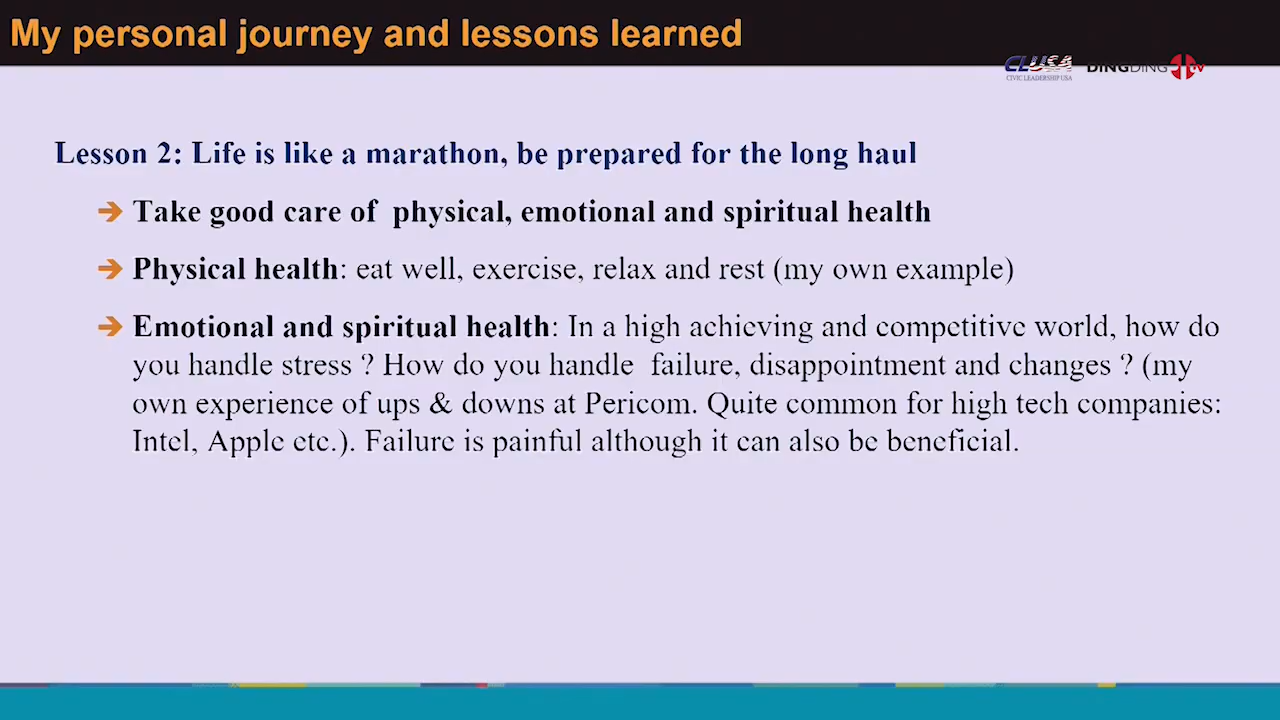 My personal journey and lessons learned
CLUSA
CIVIC LEADERSHIP USA
DINGDING TV
Lesson 2: Life is like a marathon, be prepared for the long haul
➔ Take good care of physical, emotional and spiritual health
➔ Physical health: eat well, exercise, relax and rest (my own example)
➔ Emotional and spiritual health: In a high achieving and competitive world, how do
you handle stress ? How do you handle failure, disappointment and changes ? (my
own experience of ups & downs at Pericom. Quite common for high tech companies:
Intel, Apple etc.). Failure is painful although it can also be beneficial.